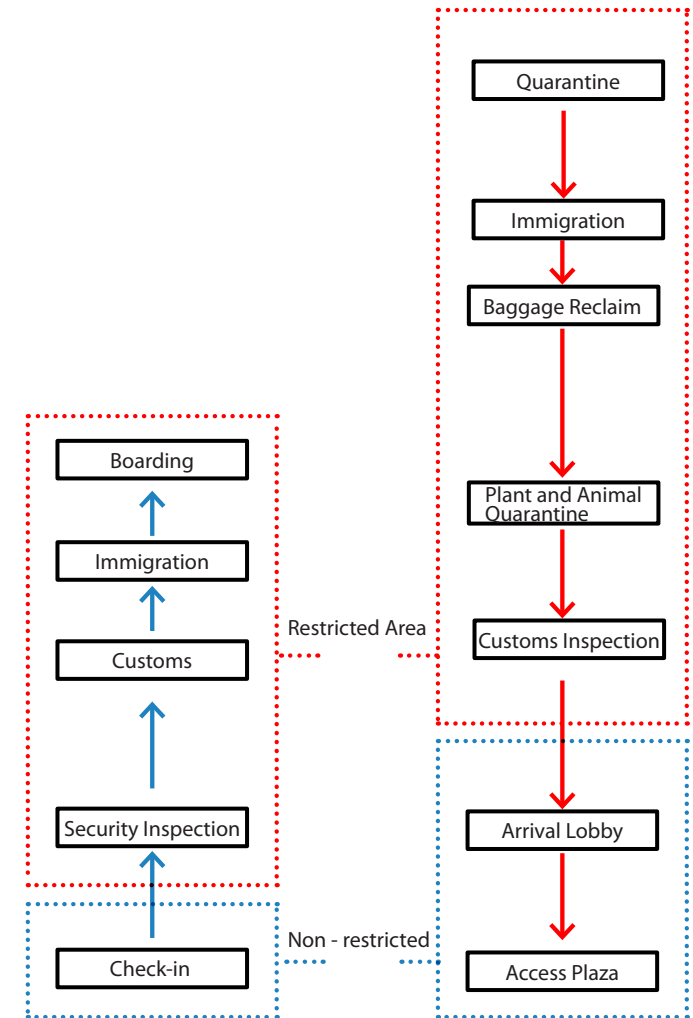 Quarantine
Immigration
Baggage Reclaim
Plant and Animal
Quarantine
Customs Inspection
Arrival Lobby
Access Plaza
Boarding
Immigration
Customs
Security Inspection
Check-in
Restricted Area
Non - restricted